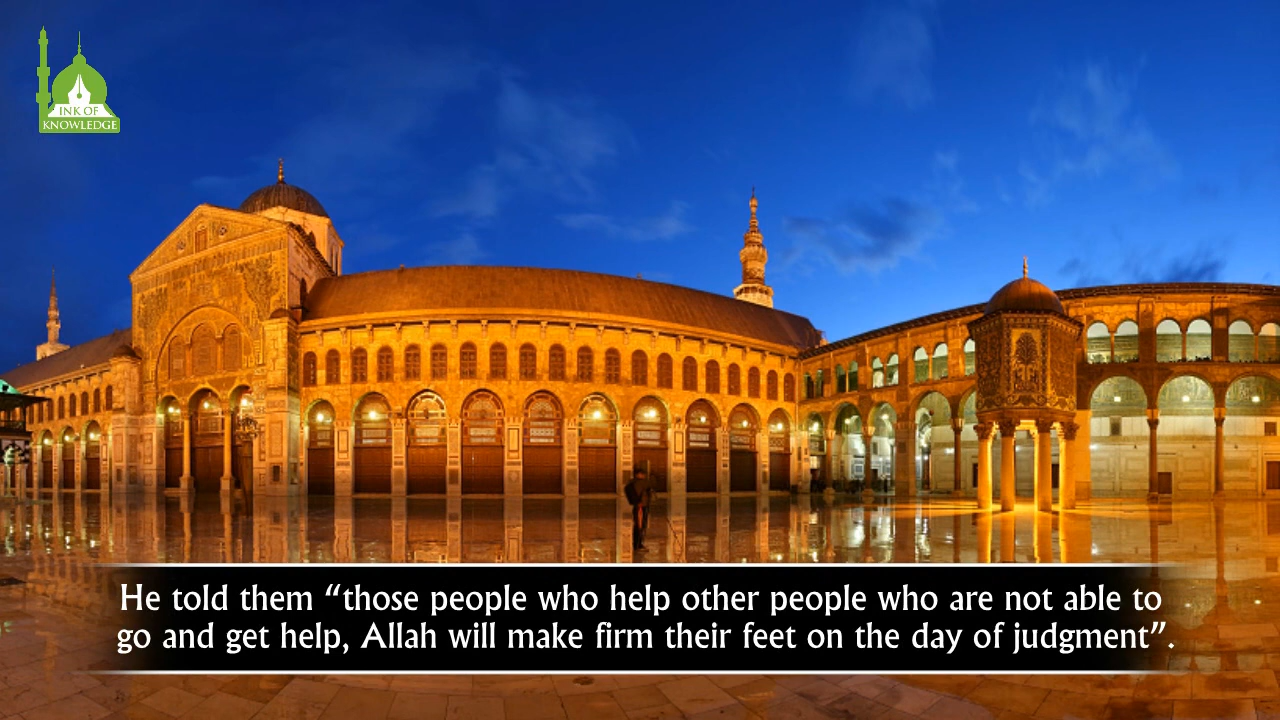 INK OF
KNOWLEDGE
He told them “those people who help other people who are not able to
go and get help, Allah will make firm their feet on the day of judgment”.